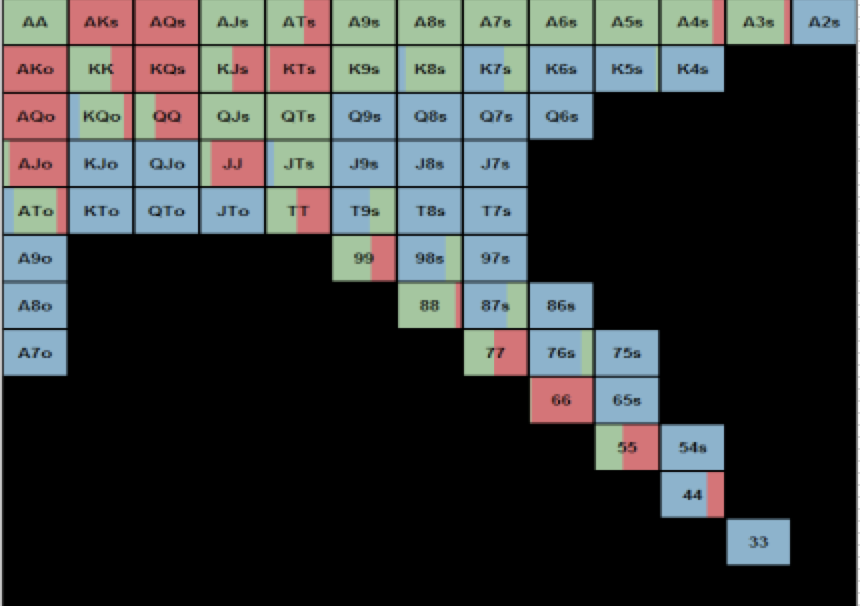 AA AKs AQs AJs ATs A9s A8s A7s A6s A5s A4s A3s A2s
AKo KK KQs KJs KTs K9s K8s K7s K6s K5s K4s
AQo KQo QQ QJs QTs Q9s Q8s Q7s Q6s
AJo KJo QJo JJ JTs J9s J8s J7s
ATo KTo QTo JTo TT T9s T8s T7s
A9o 99 98s 97s
A8o 88 87s 86s
A7o 77 76s 75s
66 65s
55 54s
44
33